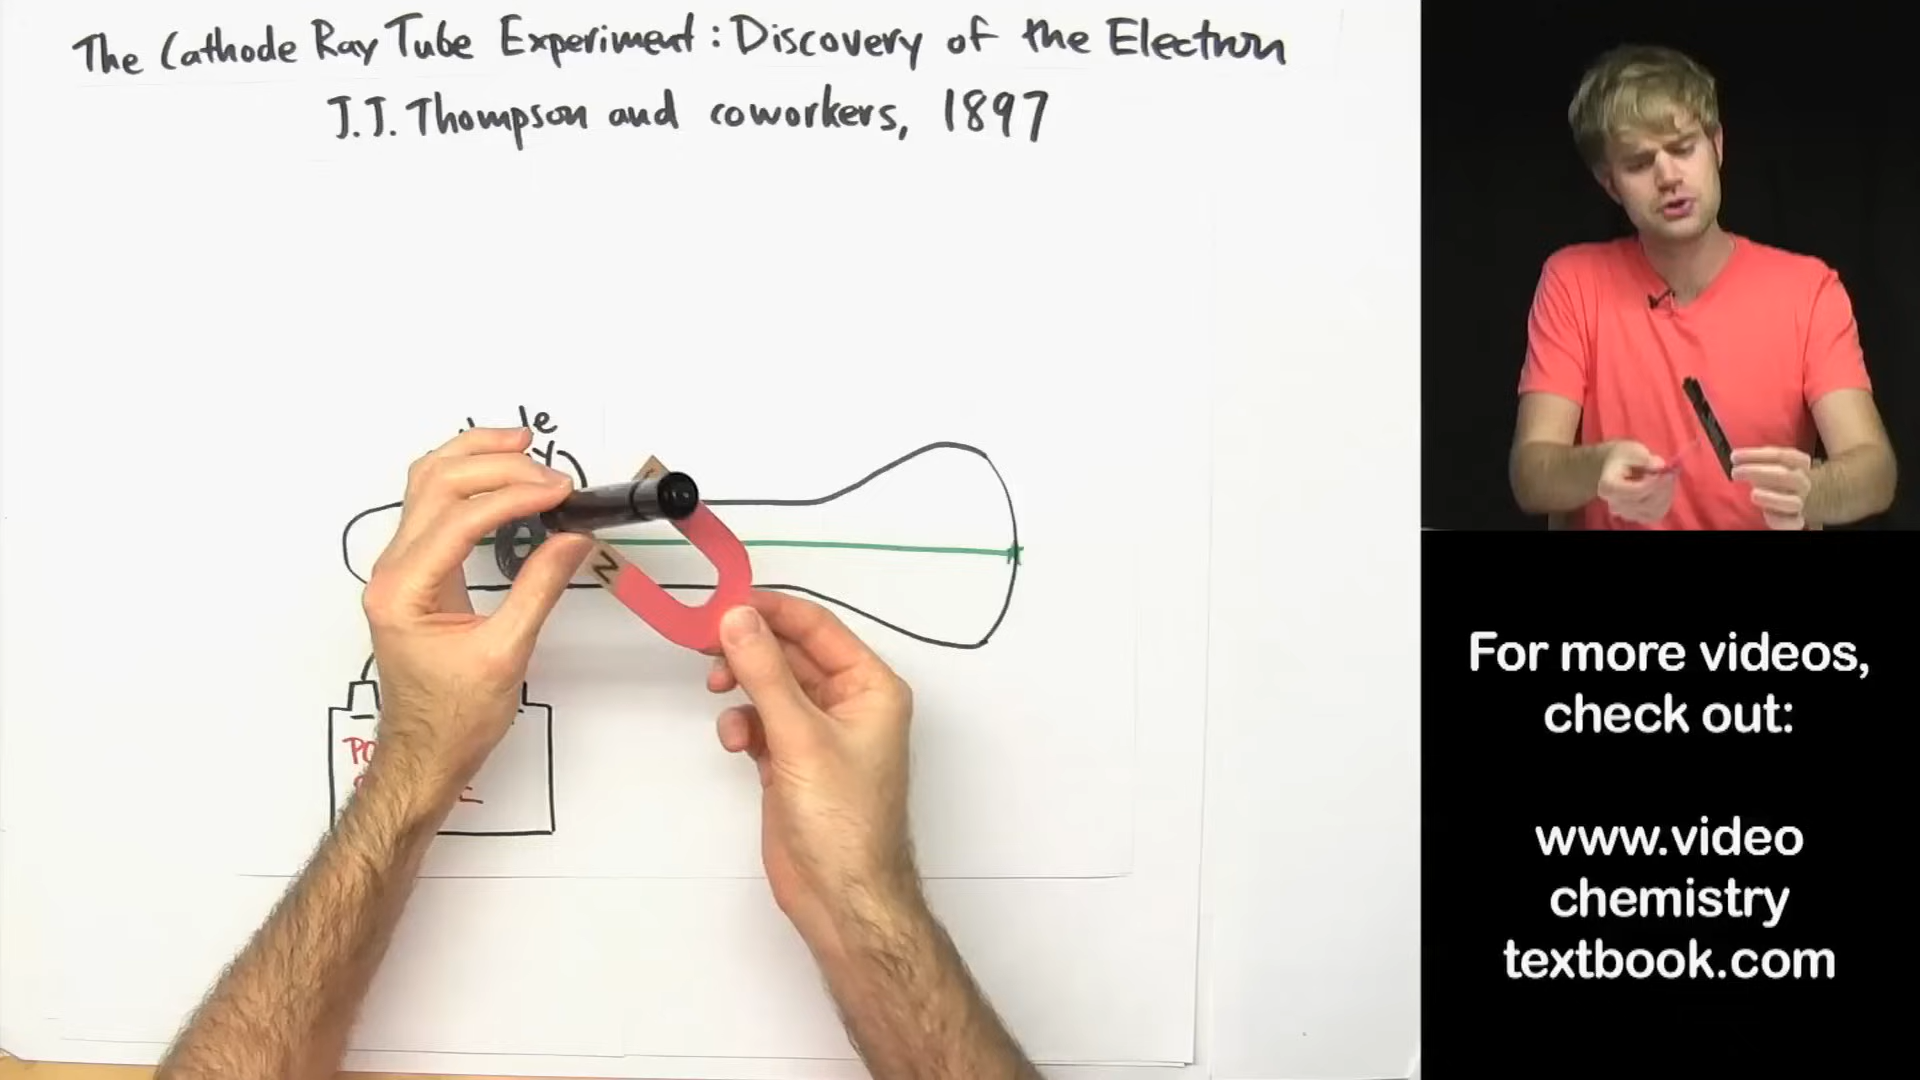 The Cathode Ray Tube Experiment: Discovery of the Electron
J.J. Thompson and coworkers, 1897
N
For more videos,
check out:
www.video
chemistry
textbook.com